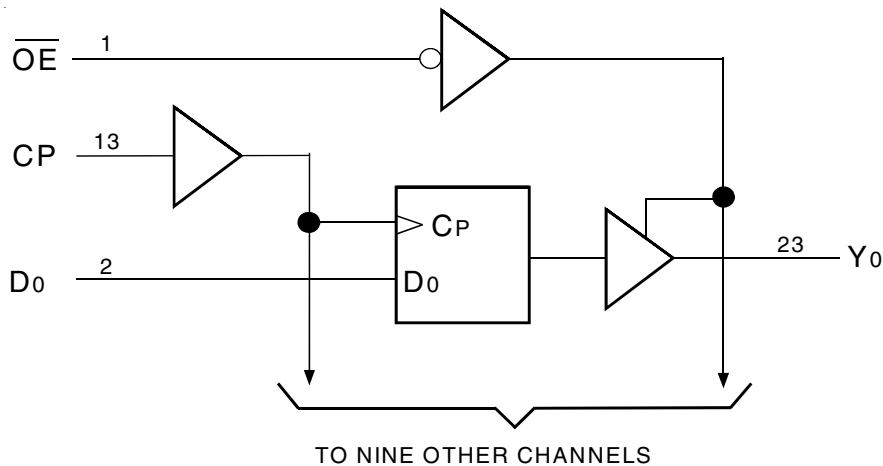 OE 1
CP 13
CP
D0 2 D0
23 Y0
TO NINE OTHER CHANNELS